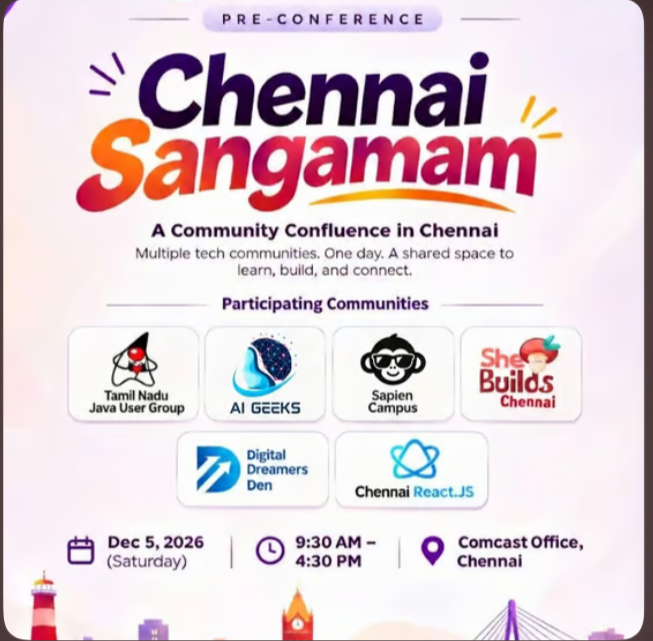 PRE-CONFERENCE
Chennai
Sangamam
A Community Confluence in Chennai
Multiple tech communities. One day. A shared space to
learn, build, and connect.
Participating Communities
Tamil Nadu
Java User Group
AI GEEKS
Sapien
Campus
She
Builds
Chennai
Digital
Dreamers
Den
Chennai React.JS
Dec 5, 2026
(Saturday)
9:30 AM –
4:30 PM
Comcast Office,
Chennai